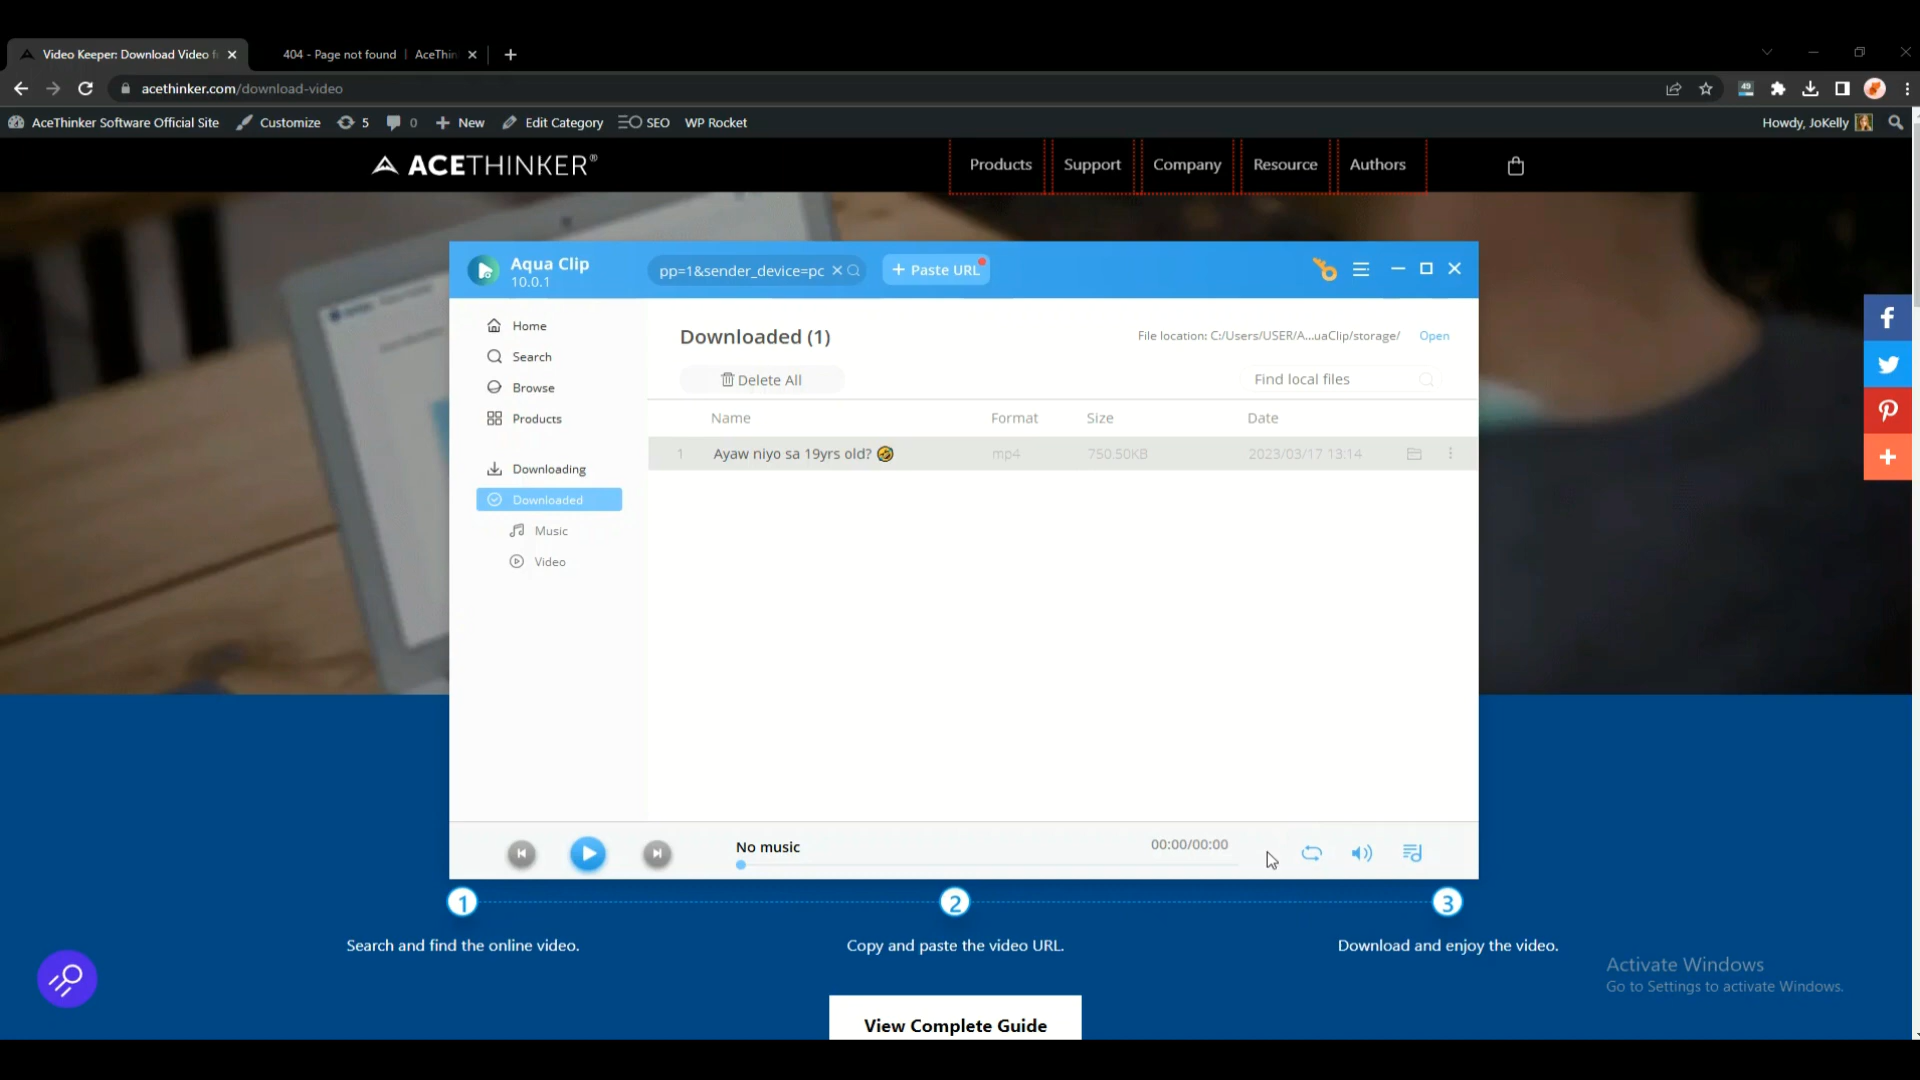 Video Keeper: Download Video f
404 - Page not found | AceThin
acethinker.com/download-video
49
AceThinker Software Official Site
Customize
5
0
New
Edit Category
SEO
WP Rocket
Howdy, JoKelly
ACETHINKER®
Products
Support
Company
Resource
Authors
Aqua Clip
10.0.1
pp=1&sender_device=pc
Paste URL
Home
Search
Browse
Products
Downloading
Downloaded
Music
Video
Downloaded (1)
File location: C:/Users/USER/A...uaClip/storage/
Open
Delete All
Find local files
Name Format Size Date
1 Ayaw niyo sa 19yrs old? 🤣 mp4 750.50KB 2023/03/17 13:14
No music
00:00/00:00
1
2
3
Search and find the online video.
Copy and paste the video URL.
Download and enjoy the video.
Activate Windows
Go to Settings to activate Windows.
View Complete Guide